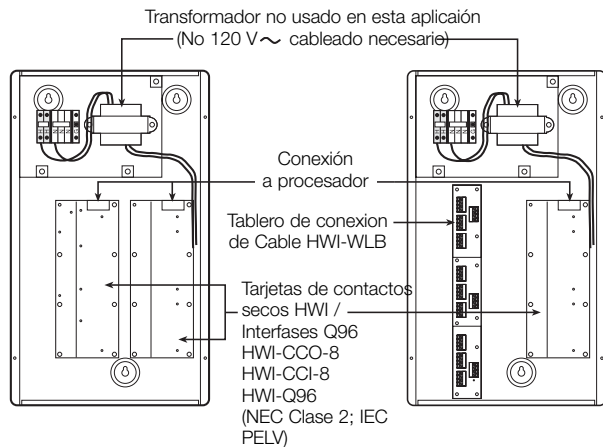 Transformador no usado en esta aplicaión
(No 120 V～ cableado necesario)
Conexión
a procesador
Tablero de conexion
de Cable HWI-WLB
Tarjetas de contactos
secos HWI /
Interfases Q96
HWI-CCO-8
HWI-CCI-8
HWI-Q96
(NEC Clase 2; IEC
PELV)